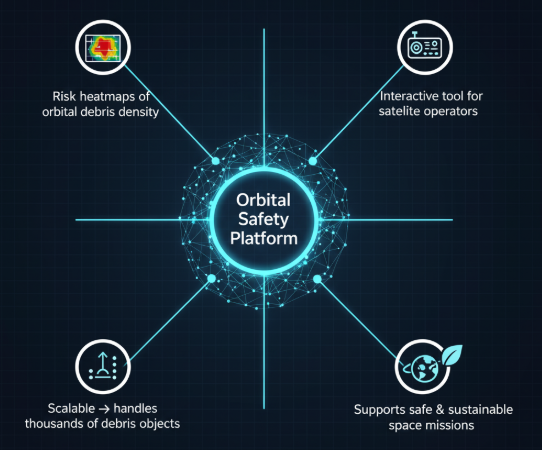 Risk heatmaps of
orbital debris density
Interactive tool for
satelite operators
Orbital
Safety
Platform
Scalable → handles
thousands of debris objects
Supports safe & sustainable
space missions